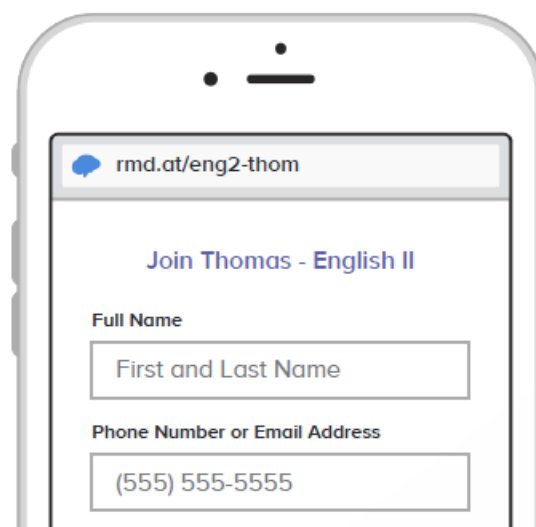 rmd.at/eng2-thom
Join Thomas - English II
Full Name
First and Last Name
Phone Number or Email Address
(555) 555-5555